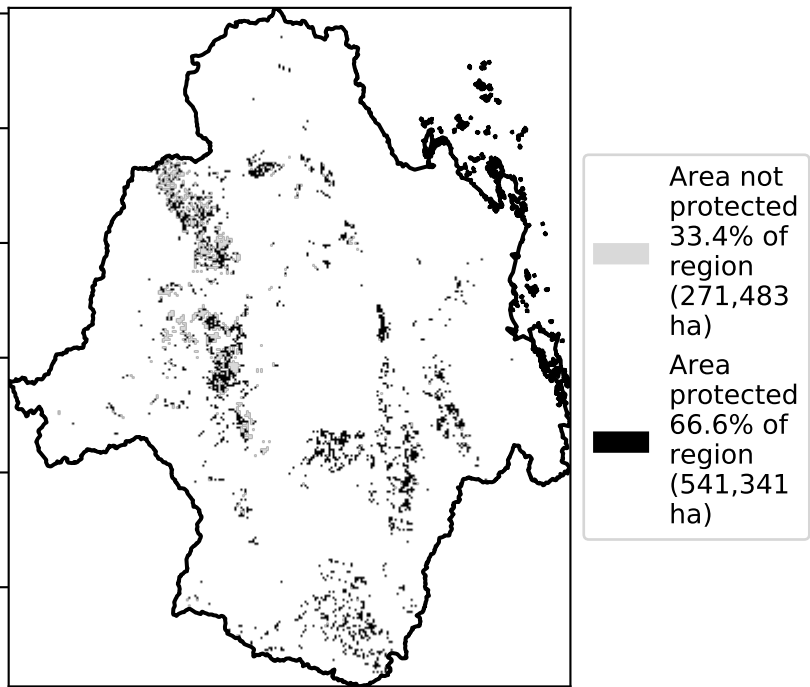 Area not
protected
33.4% of
region
(271,483
ha)
Area
protected
66.6% of
region
(541,341
ha)